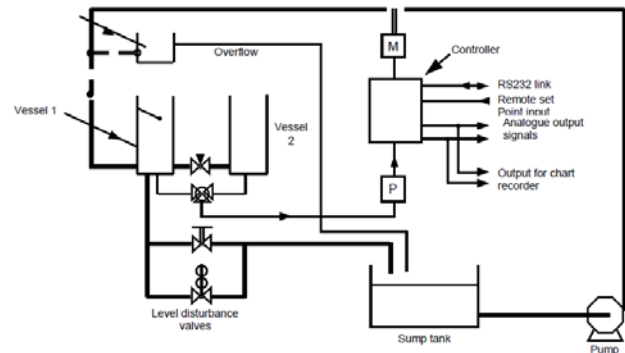 M
Controller
Overflow
RS232 link
Remote set
Point input
Analogue output
signals
Vessel 1
Vessel
2
Output for chart
recorder
P
Level disturbance
valves
Sump tank
Pump